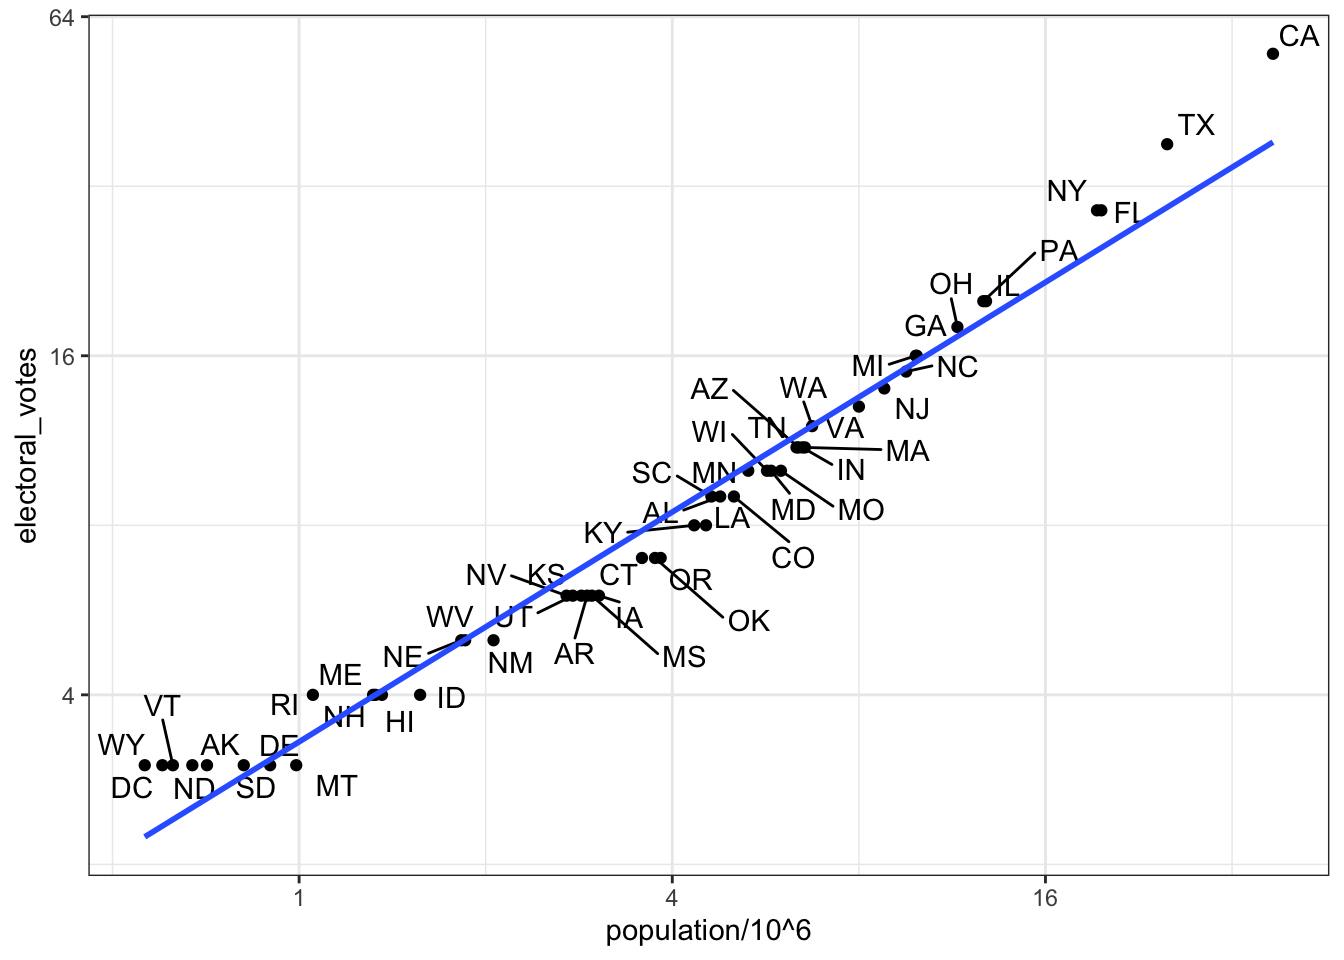 64
CA
TX
NY
FL
PA
OH
IL
GA
16
MI
NC
AZ
WA
NJ
WI
TN
VA
MA
SC
MN
IN
AL
LA
MD
MO
KY
CO
NV
KS
CT
OR
WV
UT
IA
OK
NE
NM
AR
MS
4
ME
ID
VT
RI
NH
HI
WY
AK
DE
DC
ND
SD
MT
1
4
16
electoral_votes
population/10^6